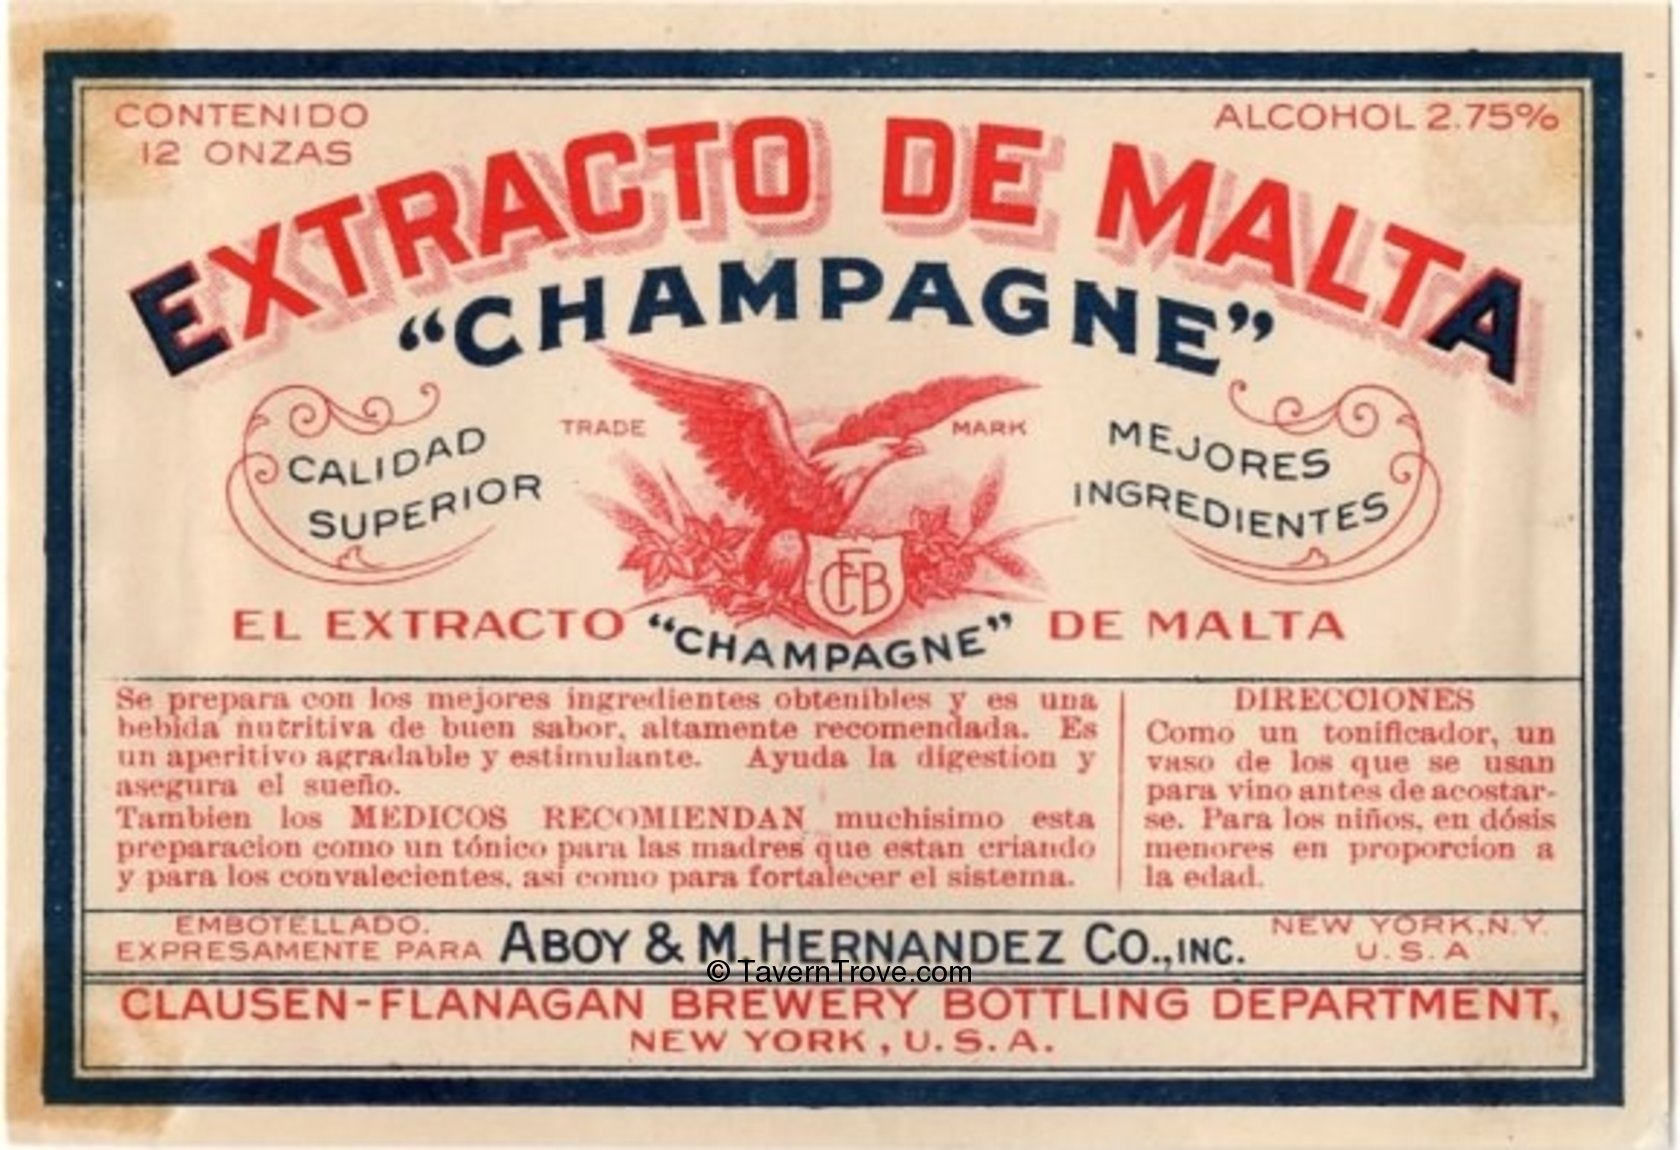 CONTENIDO
12 ONZAS
ALCOHOL 2.75%
EXTRACTO DE MALTA
“CHAMPAGNE”
CALIDAD
SUPERIOR
TRADE MARK
MEJORES
INGREDIENTES
CFB
EL EXTRACTO “CHAMPAGNE” DE MALTA
Se prepara con los mejores ingredientes obtenibles y es una
bebida nutritiva de buen sabor, altamente recomendada. Es
un aperitivo agradable y estimulante. Ayuda la digestion y
asegura el sueño.
Tambien los MEDICOS RECOMIENDAN muchisimo esta
preparacion como un tónico para las madres que estan criando
y para los convalecientes, asi como para fortalecer el sistema.
DIRECCIONES
Como un tonificador, un
vaso de los que se usan
para vino antes de acostar-
se. Para los niños, en dósis
menores en proporcion a
la edad.
EMBOTELLADO.
EXPRESAMENTE PARA
ABOY & M. HERNANDEZ CO., INC.
NEW YORK, N.Y.
U.S.A
© TavernTrove.com
CLAUSEN-FLANAGAN BREWERY BOTTLING DEPARTMENT,
NEW YORK, U.S.A.